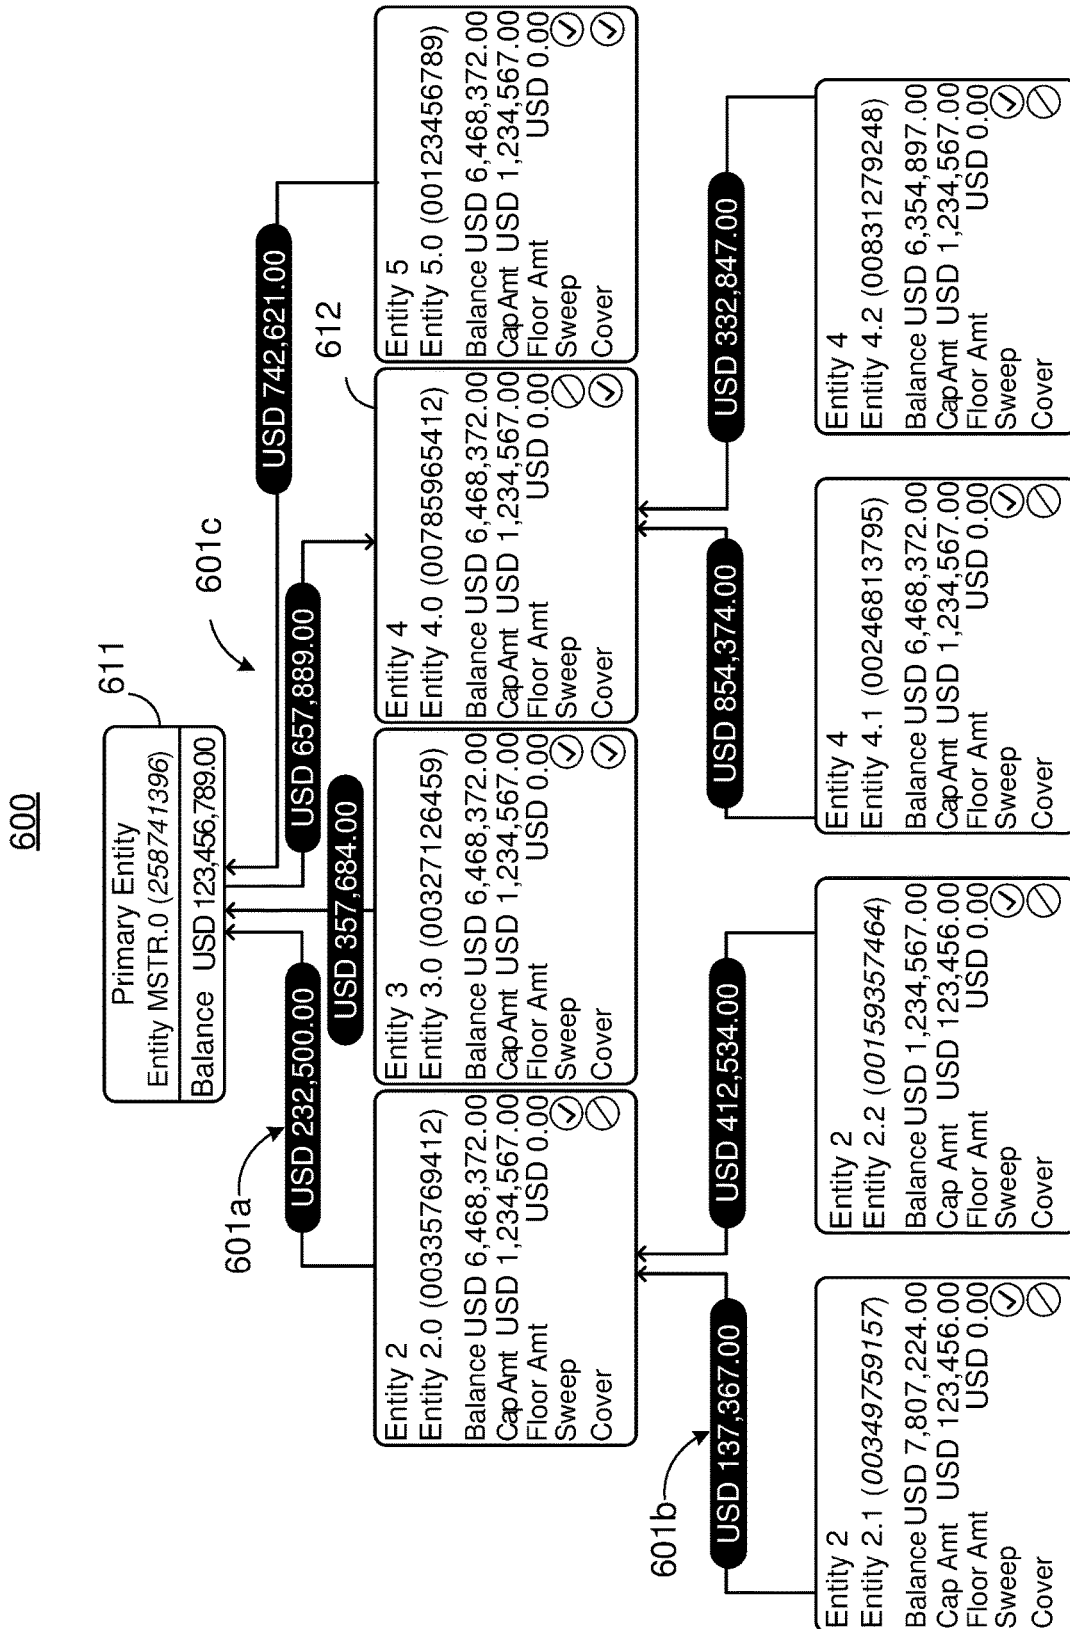 600
Primary Entity
Entity MSTR.0 (258741396)
Balance USD 123,456,789.00
611
601c
601a
USD 232,500.00
USD 357,684.00
USD 657,889.00
USD 742,621.00
612
Entity 2
Entity 2.0 (00335769412)
Balance USD 6,468,372.00
Cap Amt USD 1,234,567.00
Floor Amt USD 0.00
Sweep
Cover
Entity 3
Entity 3.0 (00327126459)
Balance USD 6,468,372.00
Cap Amt USD 1,234,567.00
Floor Amt USD 0.00
Sweep
Cover
Entity 4
Entity 4.0 (00785965412)
Balance USD 6,468,372.00
Cap Amt USD 1,234,567.00
Floor Amt USD 0.00
Sweep
Cover
Entity 5
Entity 5.0 (00123456789)
Balance USD 6,468,372.00
Cap Amt USD 1,234,567.00
Floor Amt USD 0.00
Sweep
Cover
601b
USD 137,367.00
USD 412,534.00
USD 854,374.00
USD 332,847.00
Entity 2
Entity 2.1 (00349759157)
Balance USD 7,807,224.00
Cap Amt USD 123,456.00
Floor Amt USD 0.00
Sweep
Cover
Entity 2
Entity 2.2 (00159357464)
Balance USD 1,234,567.00
Cap Amt USD 123,456.00
Floor Amt USD 0.00
Sweep
Cover
Entity 4
Entity 4.1 (00246813795)
Balance USD 6,468,372.00
Cap Amt USD 1,234,567.00
Floor Amt USD 0.00
Sweep
Cover
Entity 4
Entity 4.2 (00831279248)
Balance USD 6,354,897.00
Cap Amt USD 1,234,567.00
Floor Amt USD 0.00
Sweep
Cover